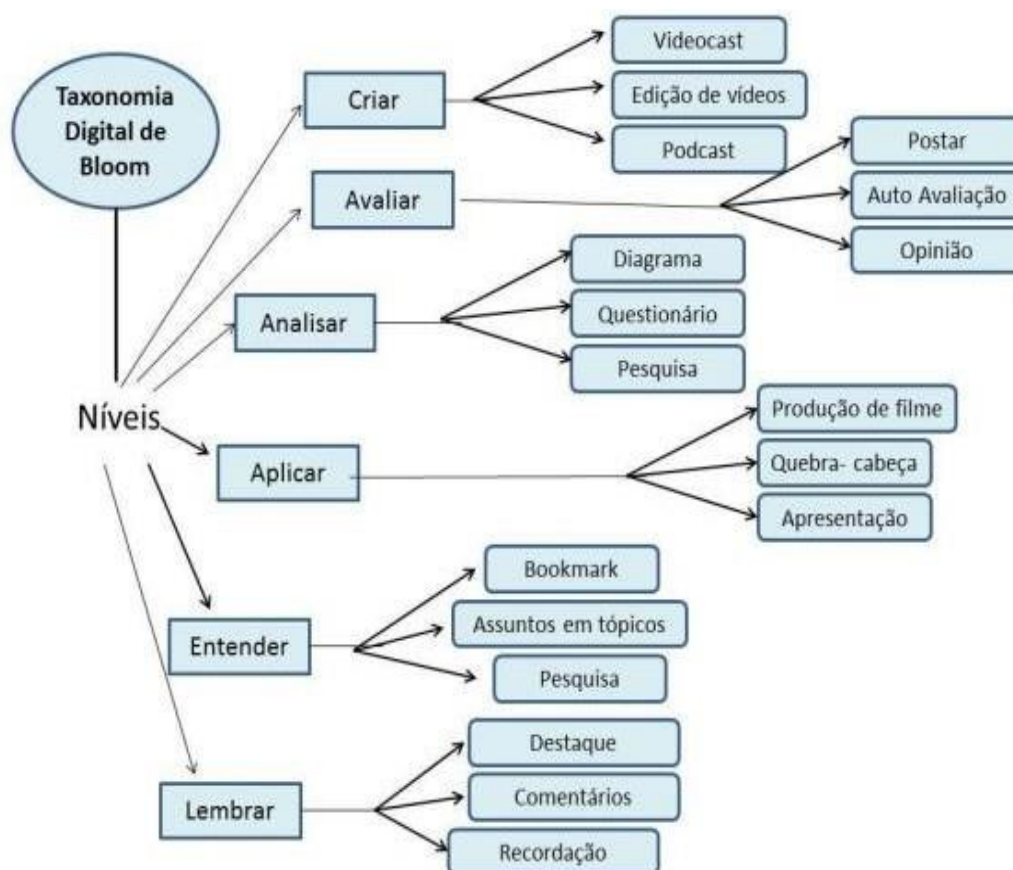 Taxonomia
Digital de
Bloom
Níveis
Criar
Videocast
Edição de vídeos
Podcast
Avaliar
Postar
Auto Avaliação
Opinião
Analisar
Diagrama
Questionário
Pesquisa
Aplicar
Produção de filme
Quebra- cabeça
Apresentação
Entender
Bookmark
Assuntos em tópicos
Pesquisa
Lembrar
Destaque
Comentários
Recordação